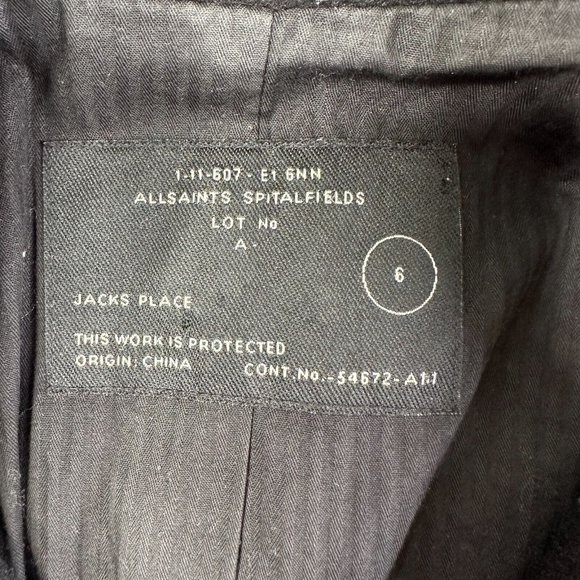 1-11-607 - E1 6NN
ALLSAINTS SPITALFIELDS
LOT No
A.
6
JACKS PLACE
THIS WORK IS PROTECTED
ORIGIN: CHINA
CONT. No.-54672-A11